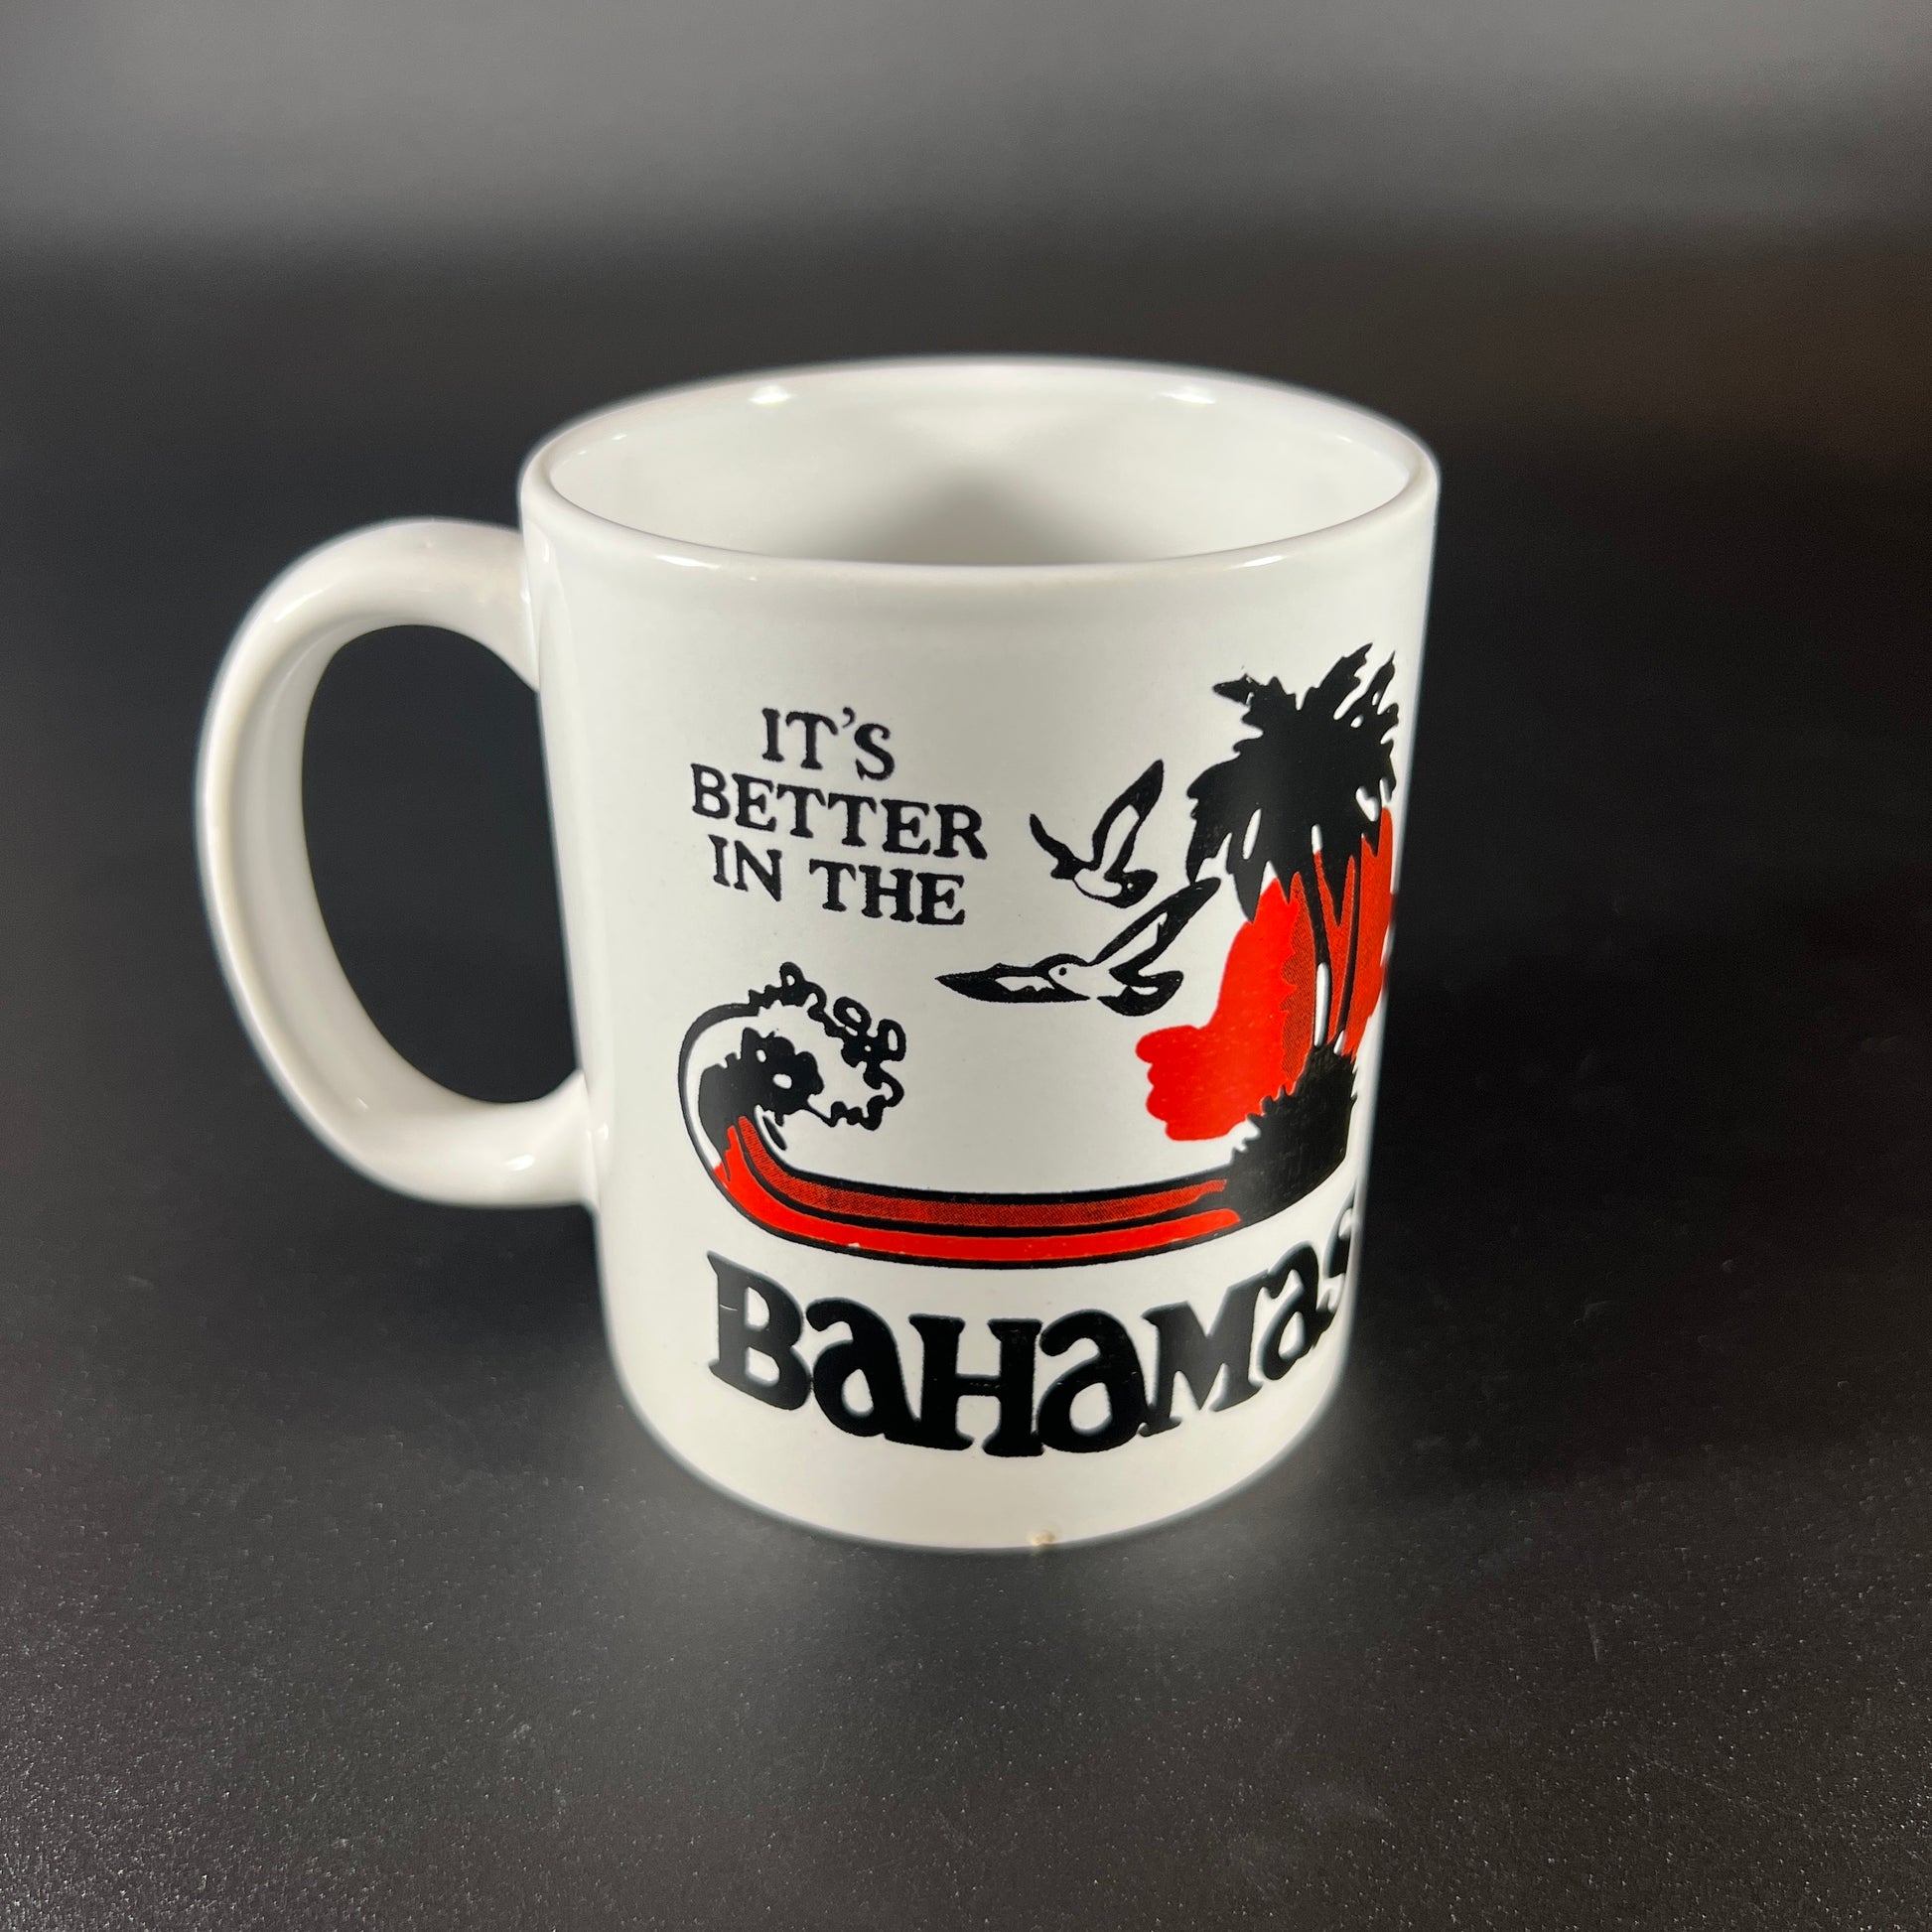 IT'S
BETTER
IN THE
BAHAMAS